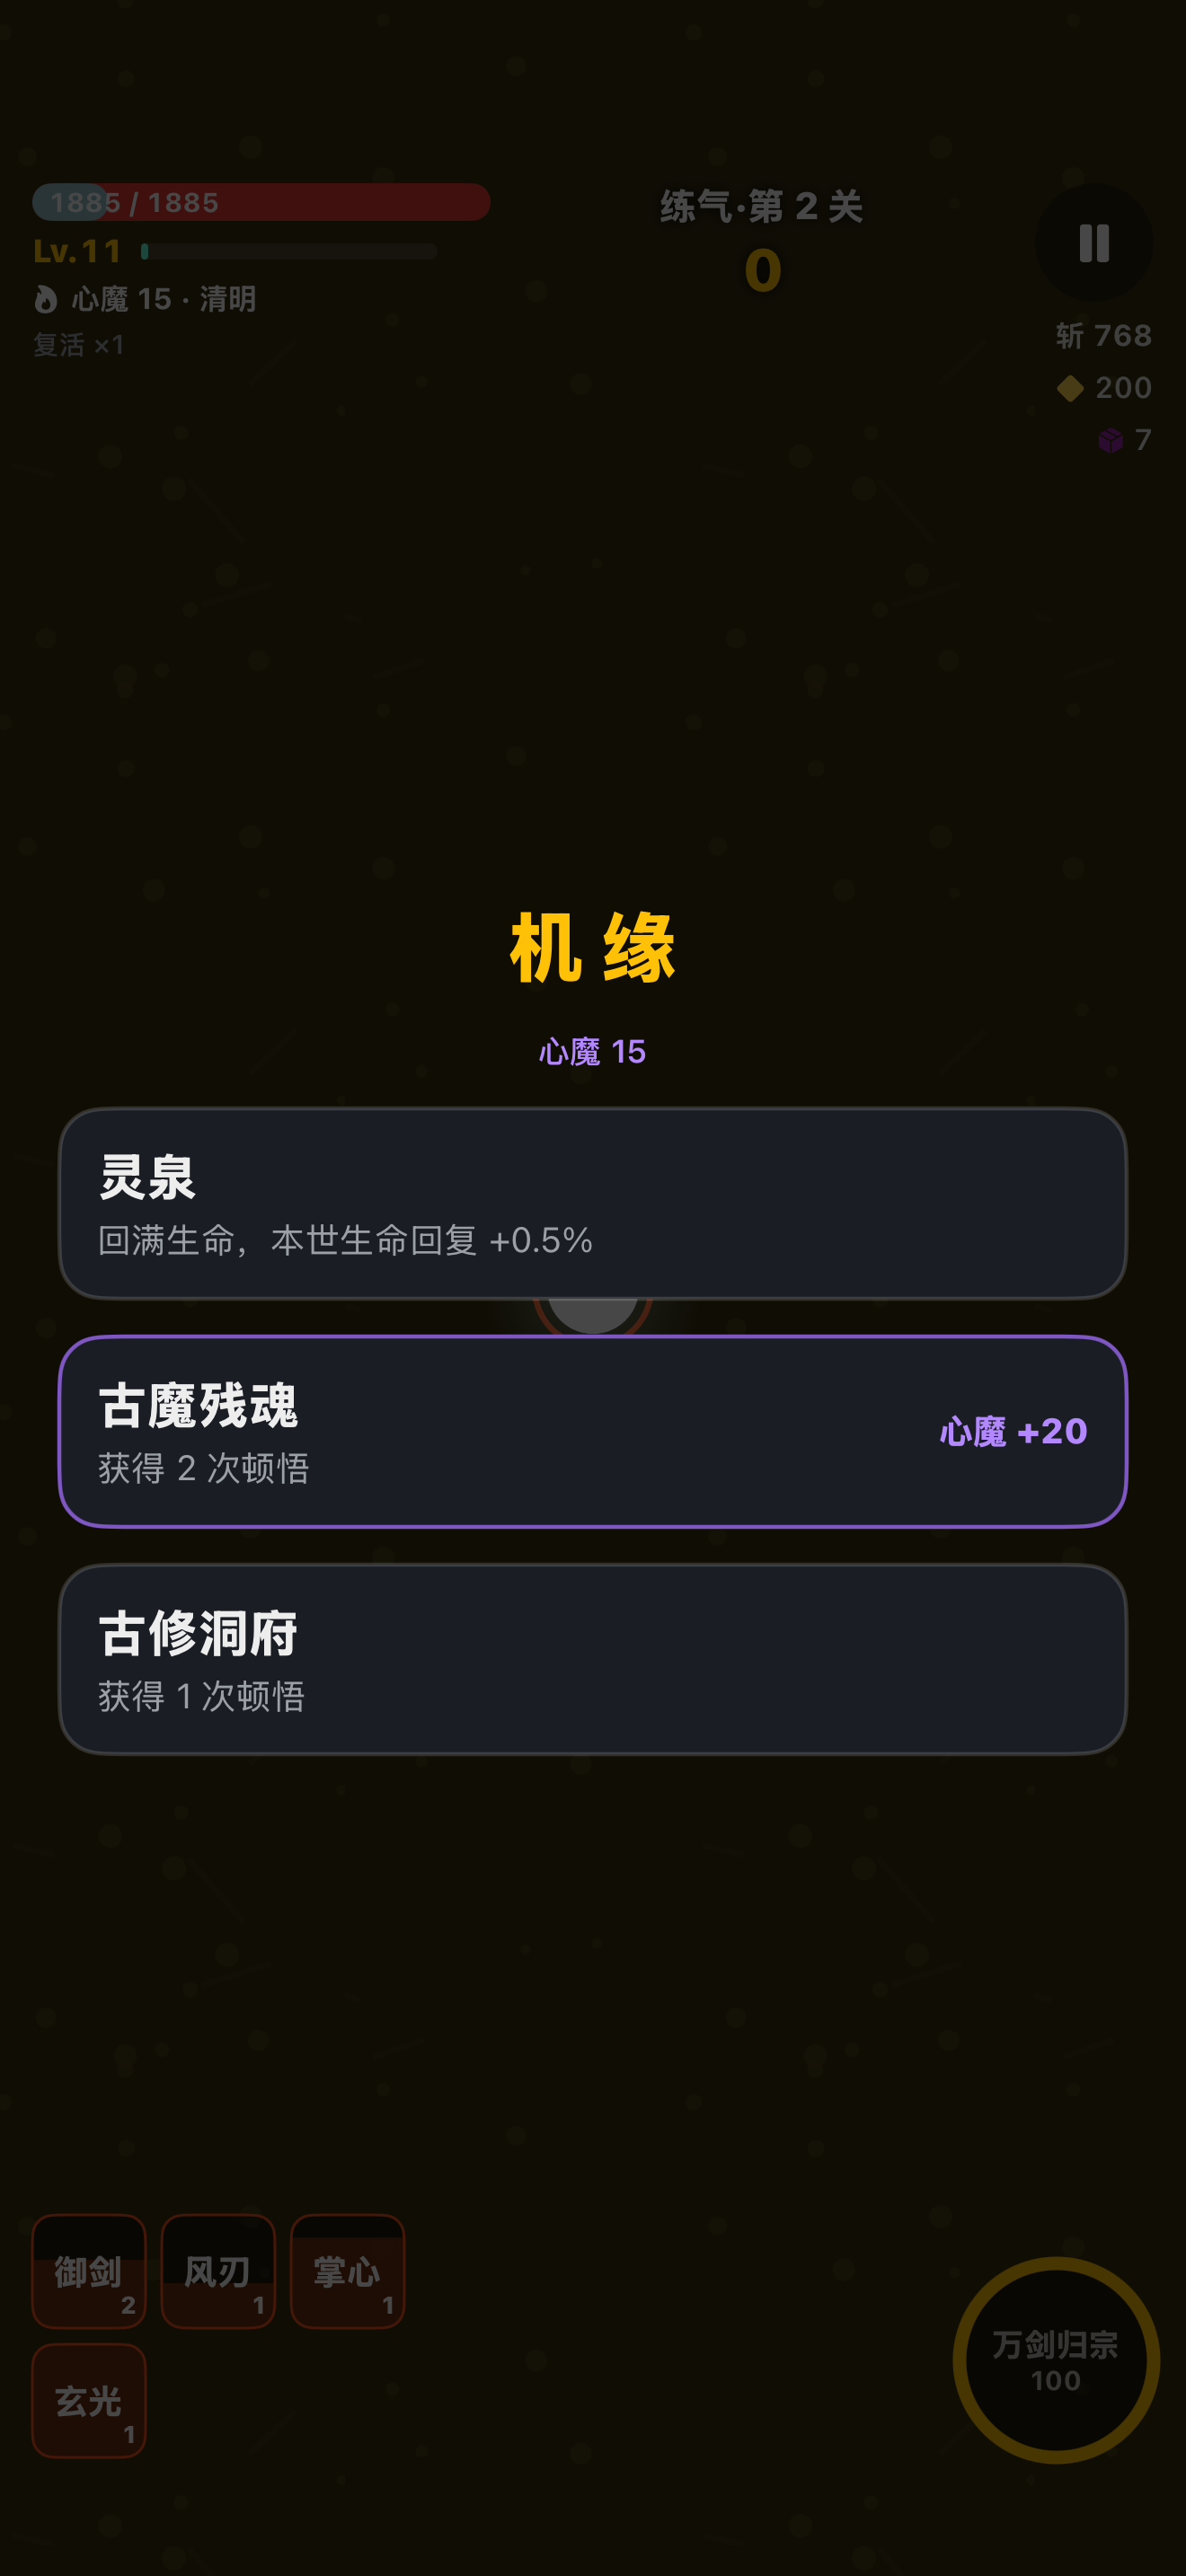 1885 / 1885
Lv.11
心魔 15 · 清明
复活 ×1
练气·第 2 关
0
斩 768
200
7
机 缘
心魔 15
灵泉
回满生命，本世生命回复 +0.5%
古魔残魂
获得 2 次顿悟
心魔 +20
古修洞府
获得 1 次顿悟
御剑
2
风刃
1
掌心
1
玄光
1
万剑归宗
100